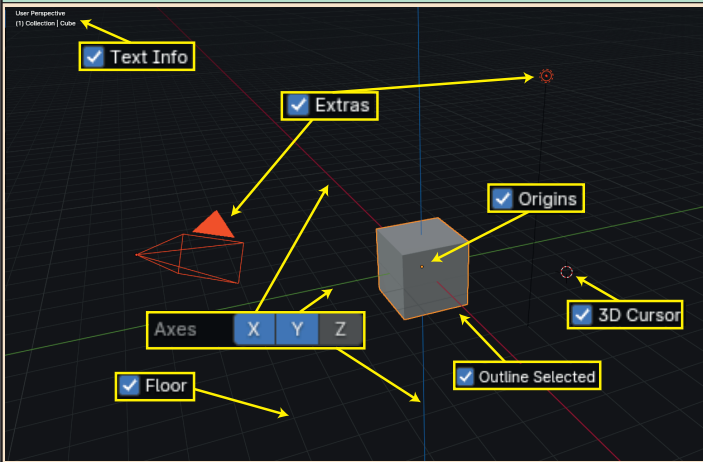 User Perspective
(1) Collection | Cube
Text Info
Extras
Origins
Axes X Y Z
3D Cursor
Floor
Outline Selected